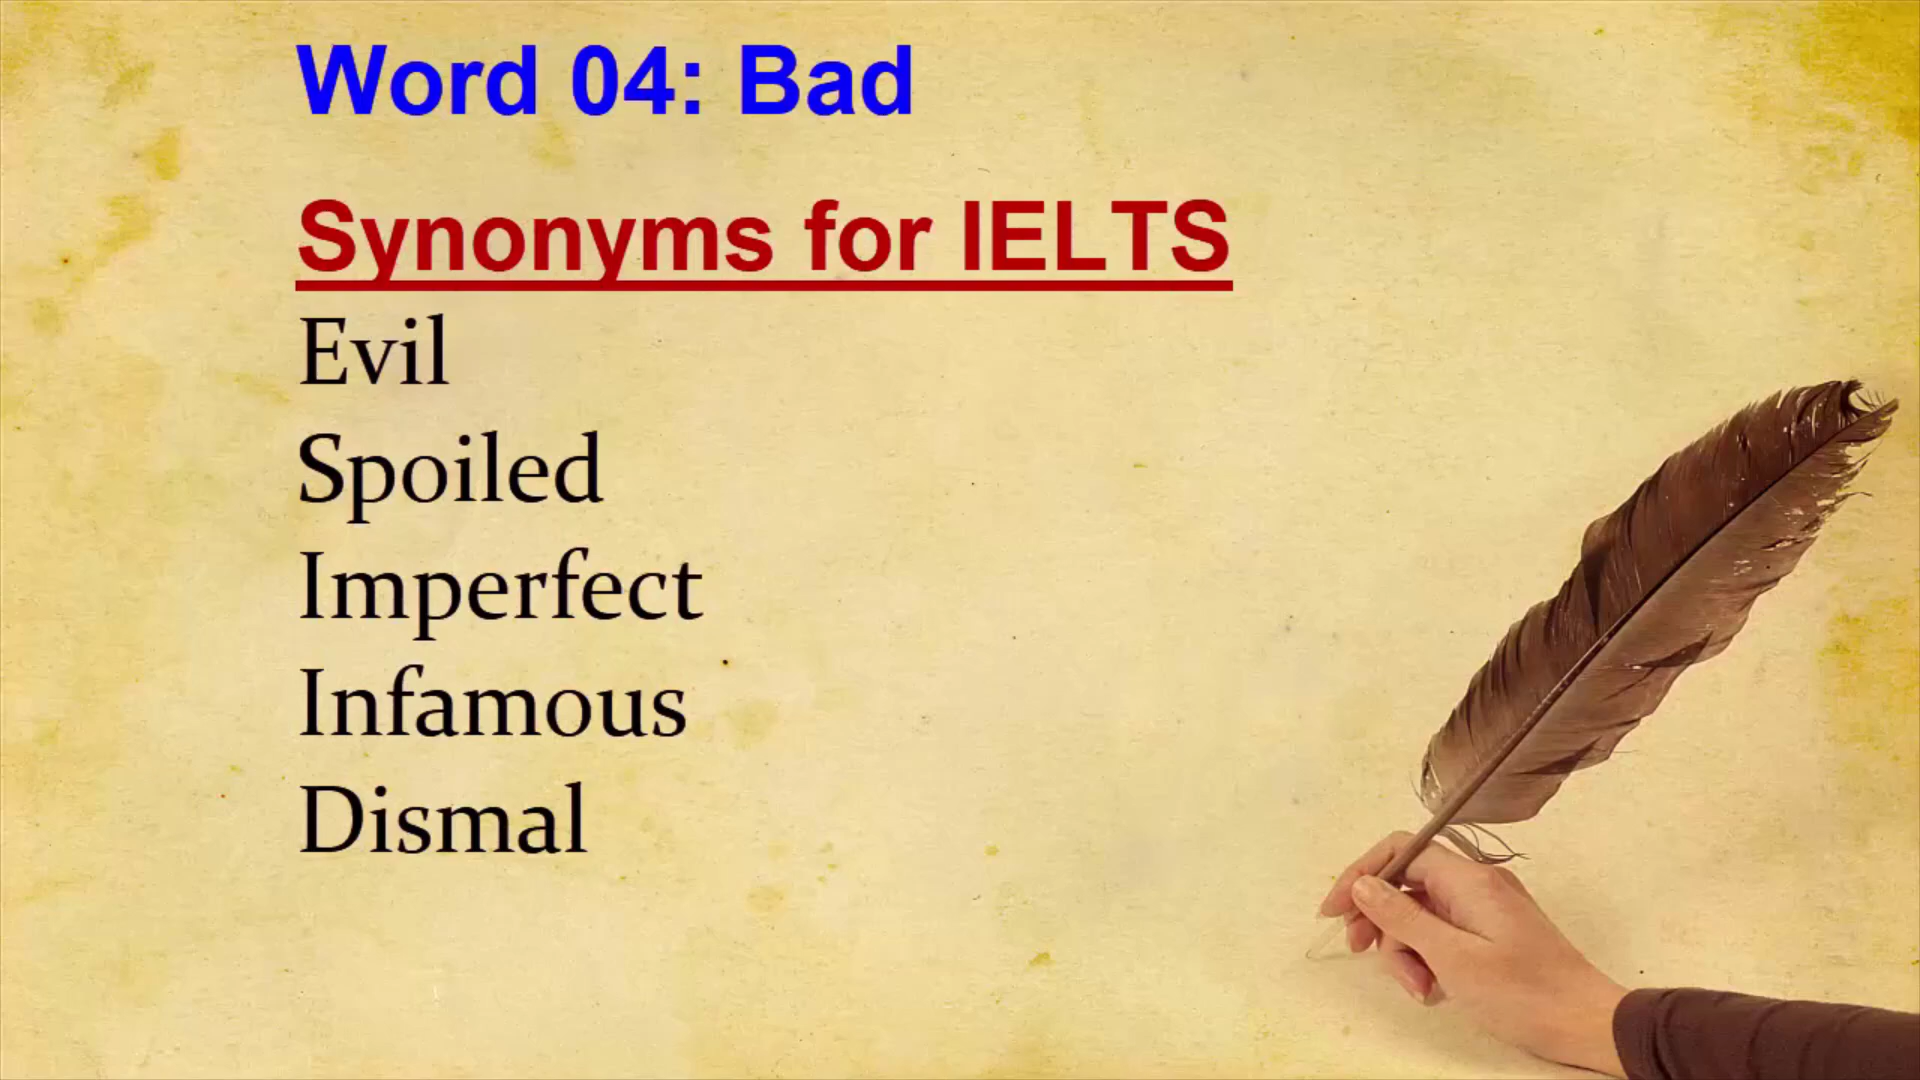 Word 04: Bad
Synonyms for IELTS
Evil
Spoiled
Imperfect
Infamous
Dismal